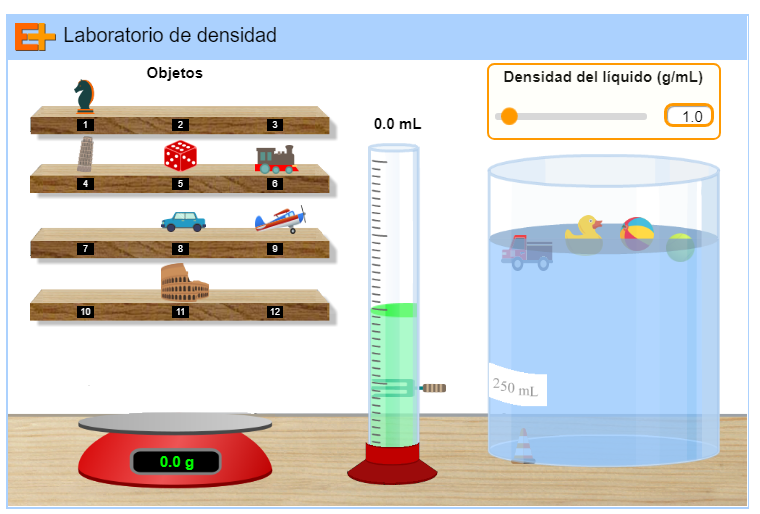 E+ Laboratorio de densidad
Objetos
1 2 3
4 5 6
7 8 9
10 11 12
0.0 mL
Densidad del líquido (g/mL)
1.0
250 mL
0.0 g